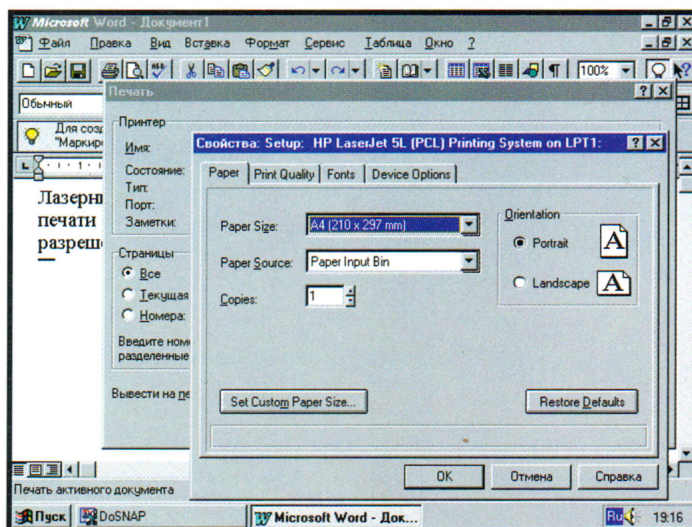 Microsoft Word - Документ1
Файл Правка Вид Вставка Формат Сервис Таблица Окно ?
100%
Обычный
Печать
Для созд
"Маркиро
Принтер
Имя:
Состояние:
Тип:
Порт:
Заметки:
Свойства: Setup: HP LaserJet 5L (PCL) Printing System on LPT1:
Paper Print Quality Fonts Device Options
Paper Size: A4 (210 x 297 mm)
Paper Source: Paper Input Bin
Copies: 1
Orientation
Portrait
Landscape
Лазерн
печати
разреш
Страницы
Все
Текущая
Номера:
Введите ном
разделенные
Вывести на пе
Set Custom Paper Size... Restore Defaults
OK Отмена Справка
Печать активного документа
Пуск DoSNAP Microsoft Word - Док... Ru 19:16